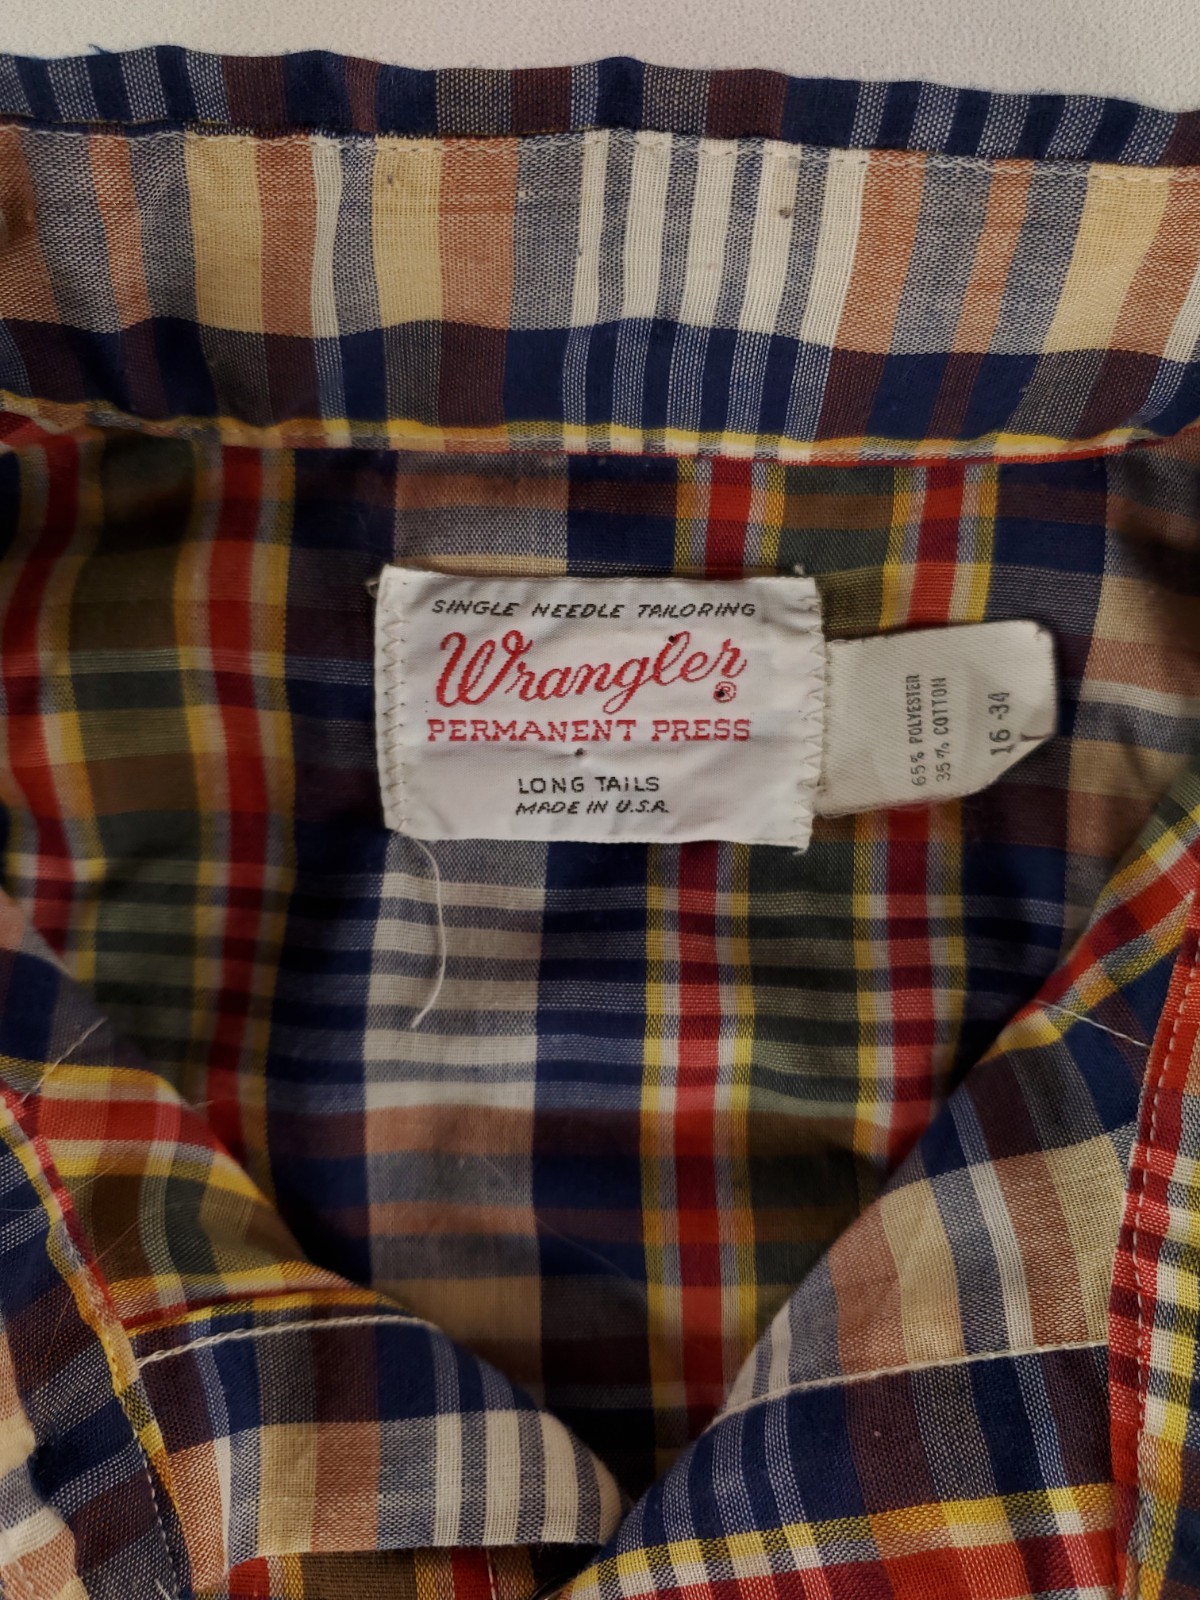 SINGLE NEEDLE TAILORING
Wrangler®
PERMANENT PRESS
LONG TAILS
MADE IN U.S.A.
65% POLYESTER
35% COTTON
16-34